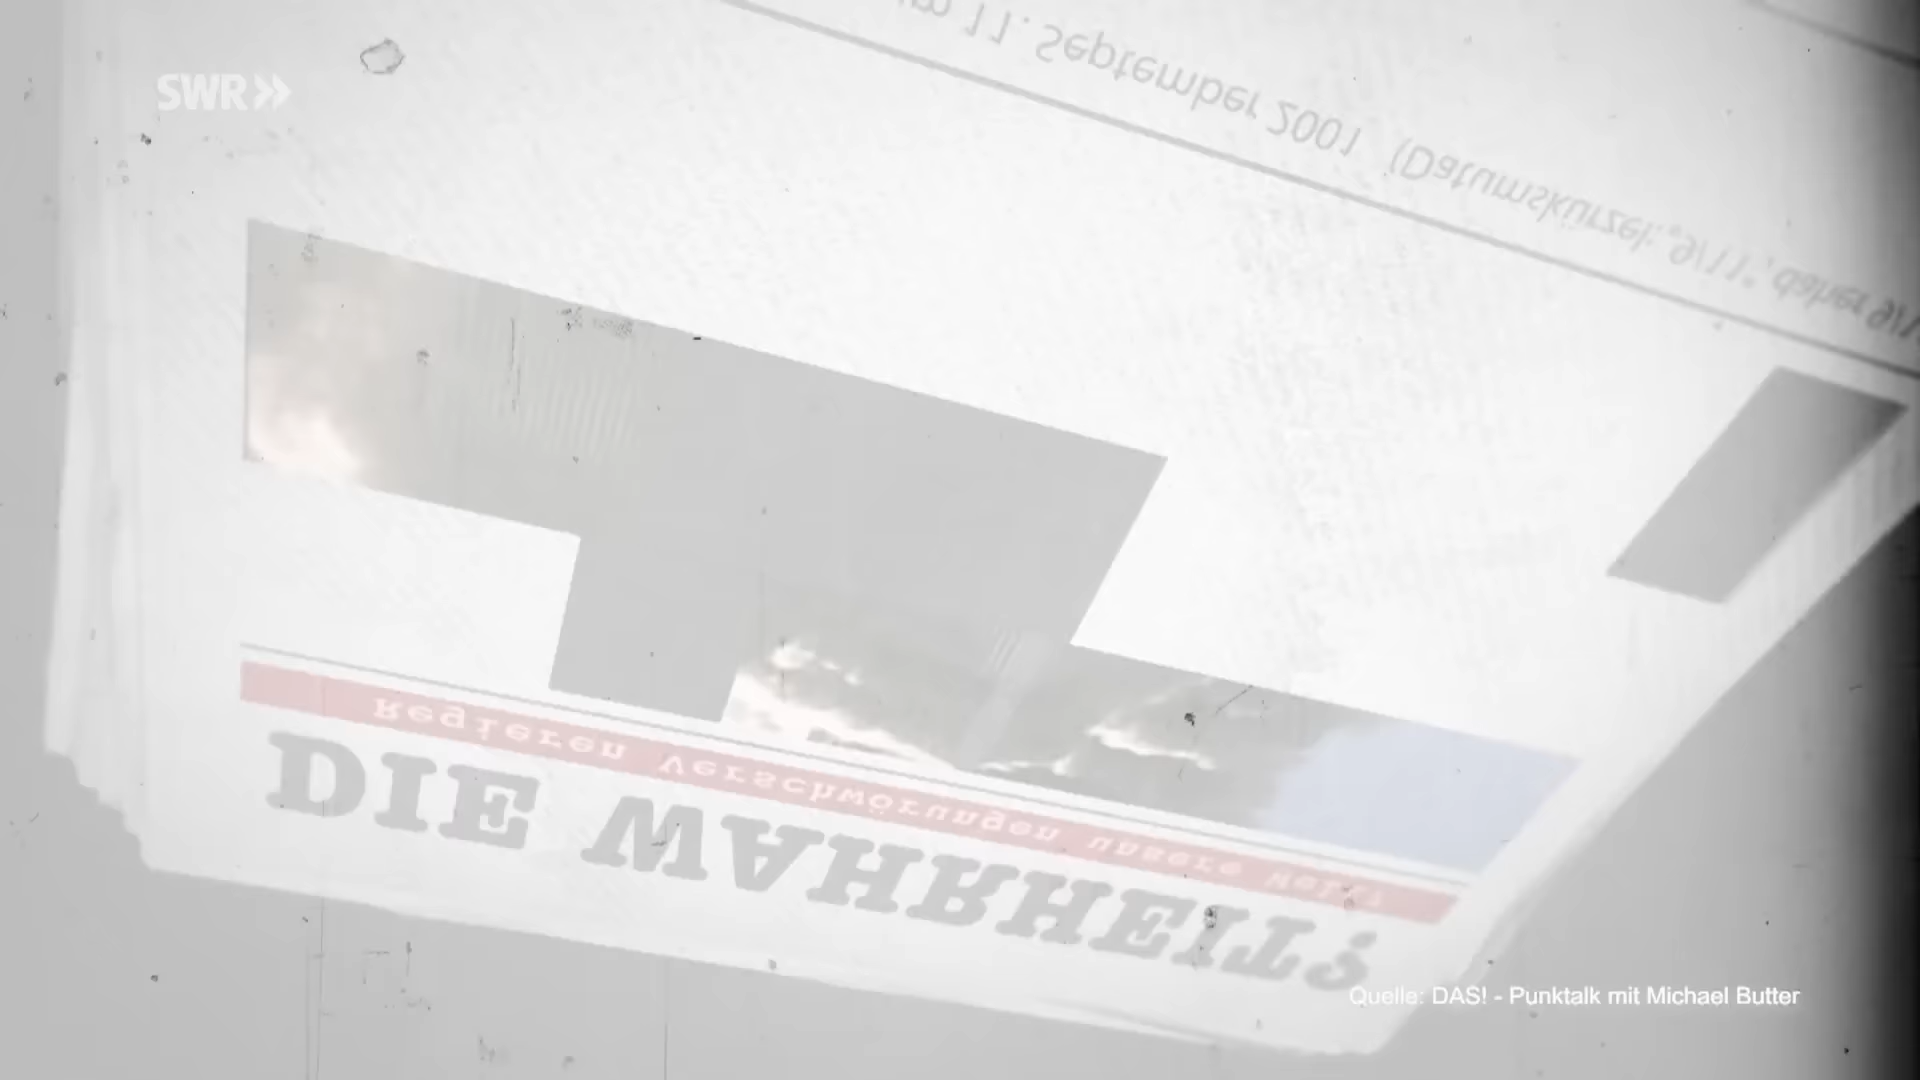 SWR
m 11. September 2001 (Datumskürzel: „9/11“, daher 9/1
Regieren Verschwörungen unsere Welt?
DIE WAHRHEIT?
Quelle: DAS! - Punktalk mit Michael Butter